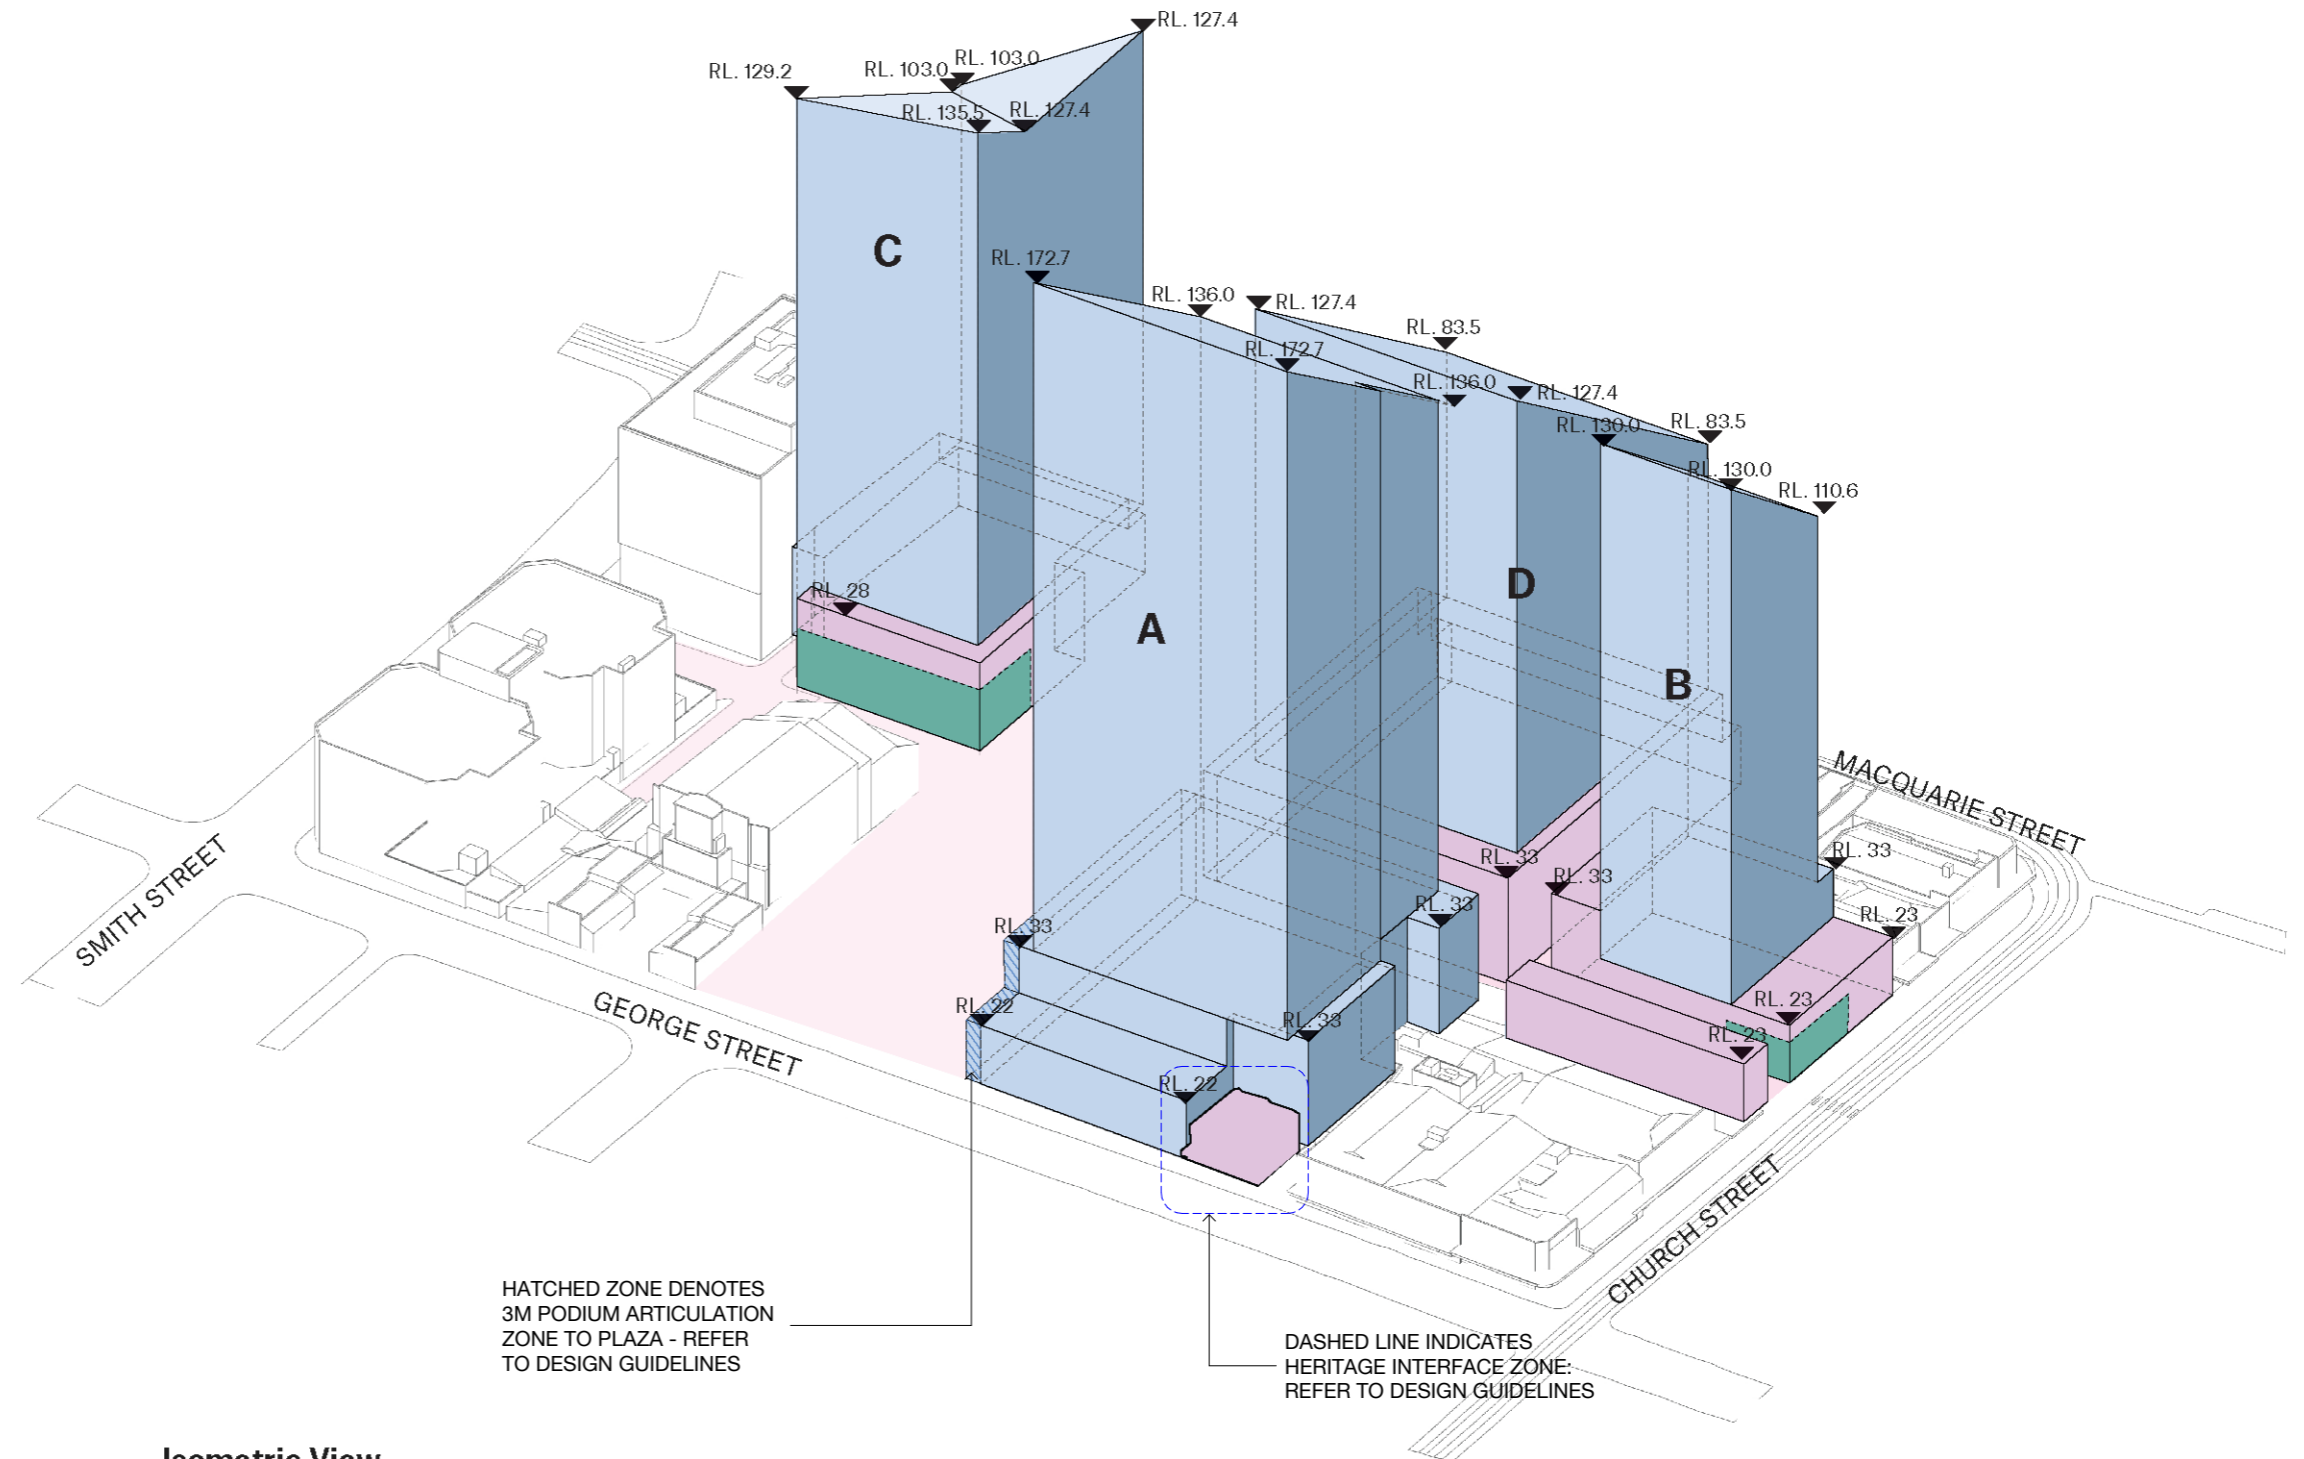 RL. 127.4
RL. 103.0
RL. 103.0
RL. 129.2
RL. 135.5
RL. 127.4
C
RL. 172.7
RL. 136.0
RL. 127.4
RL. 83.5
RL. 172.7
RL. 136.0
RL. 127.4
RL. 130.0
RL. 83.5
RL. 130.0
RL. 110.6
RL. 28
A
D
B
MACQUARIE STREET
RL. 33
RL. 33
RL. 33
RL. 33
RL. 23
SMITH STREET
RL. 33
RL. 22
RL. 23
GEORGE STREET
RL. 33
RL. 23
RL. 22
CHURCH STREET
HATCHED ZONE DENOTES
3M PODIUM ARTICULATION
ZONE TO PLAZA - REFER
TO DESIGN GUIDELINES
DASHED LINE INDICATES
HERITAGE INTERFACE ZONE:
REFER TO DESIGN GUIDELINES
Isometric View